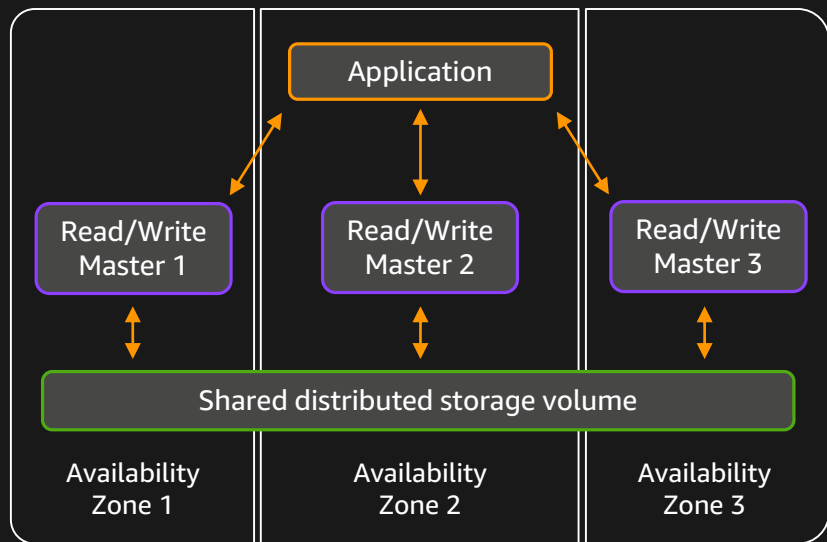 Application
Read/Write
Master 1
Read/Write
Master 2
Read/Write
Master 3
Shared distributed storage volume
Availability
Zone 1
Availability
Zone 2
Availability
Zone 3